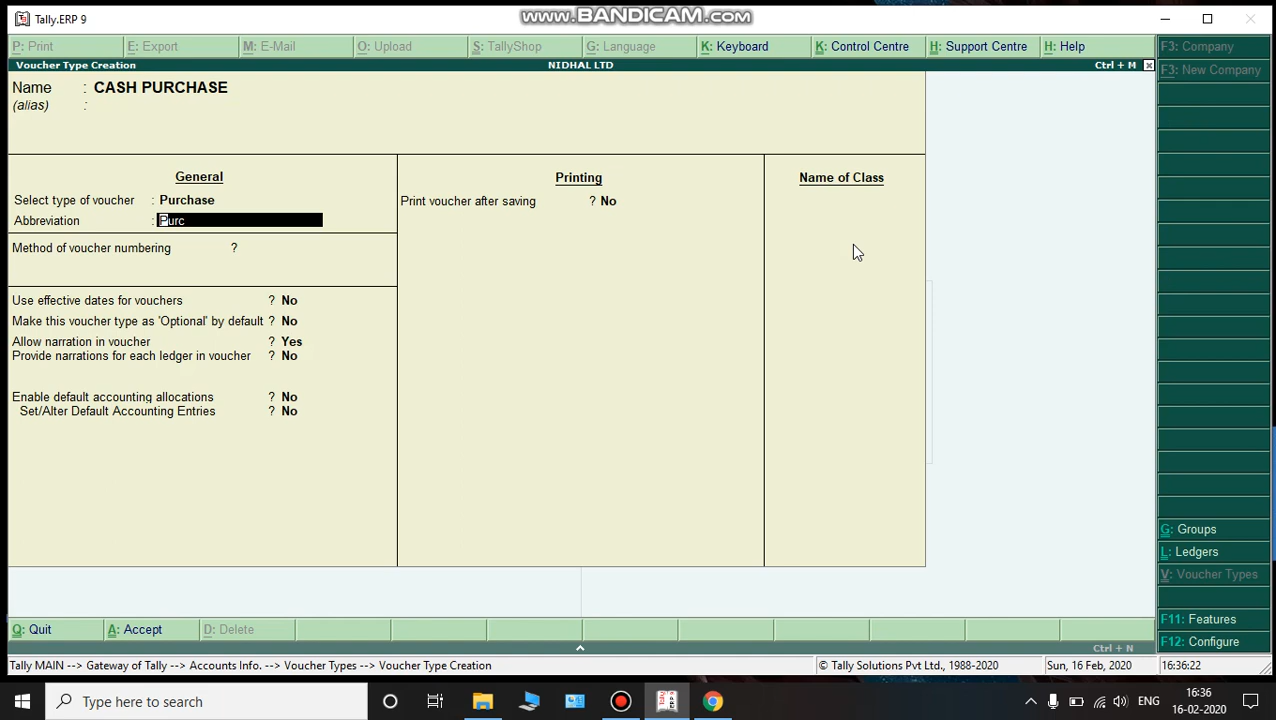 www.BANDICAM.com
Tally.ERP 9
P: Print E: Export M: E-Mail O: Upload S: TallyShop G: Language K: Keyboard K: Control Centre H: Support Centre H: Help
F3: Company
F3: New Company
Voucher Type Creation NIDHAL LTD Ctrl + M
Name : CASH PURCHASE
(alias) :
General
Select type of voucher : Purchase
Abbreviation : Purc
Method of voucher numbering ?
Use effective dates for vouchers ? No
Make this voucher type as 'Optional' by default ? No
Allow narration in voucher ? Yes
Provide narrations for each ledger in voucher ? No
Enable default accounting allocations ? No
Set/Alter Default Accounting Entries ? No
Printing
Print voucher after saving ? No
Name of Class
G: Groups
L: Ledgers
V: Voucher Types
F11: Features
F12: Configure
Q: Quit A: Accept D: Delete
Ctrl + N
Tally MAIN --> Gateway of Tally --> Accounts Info. --> Voucher Types --> Voucher Type Creation © Tally Solutions Pvt Ltd., 1988-2020 Sun, 16 Feb, 2020 16:36:22
Type here to search
ENG
16:36
16-02-2020